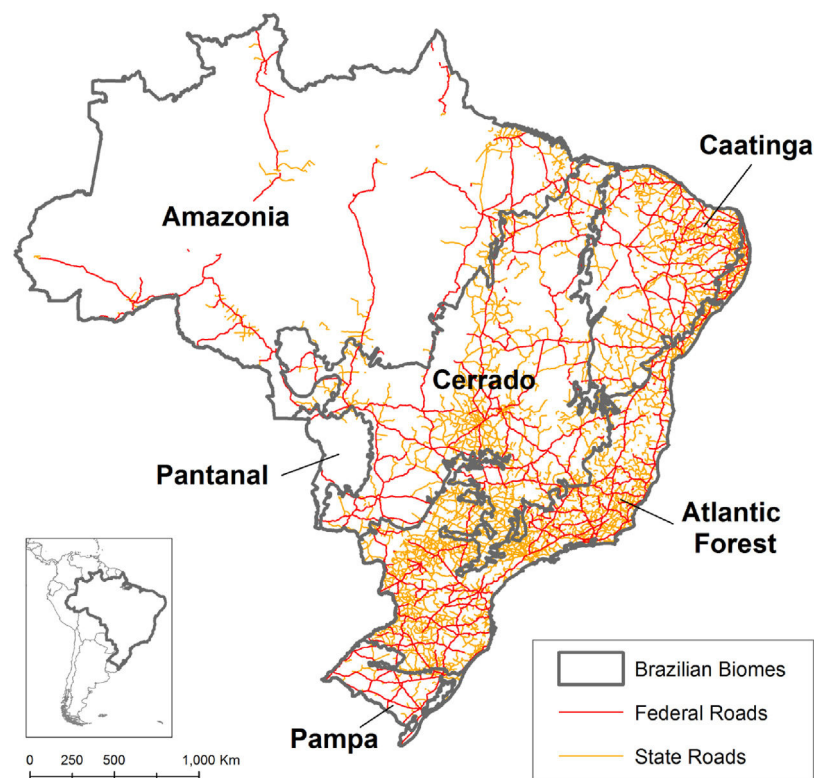 Caatinga
Amazonia
Cerrado
Pantanal
Atlantic
Forest
Pampa
Brazilian Biomes
Federal Roads
State Roads
0 250 500 1,000 Km